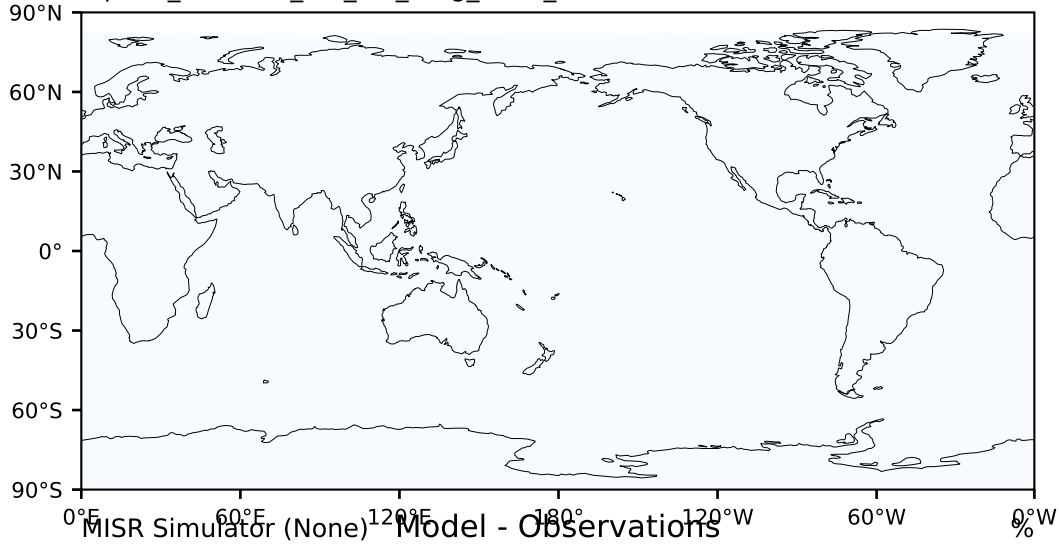 90°N
60°N
30°N
0°
30°S
60°S
90°S
0°E 60°E 120°E 180° 120°W 60°W 0°W
MISR Simulator (None) Model - Observations %